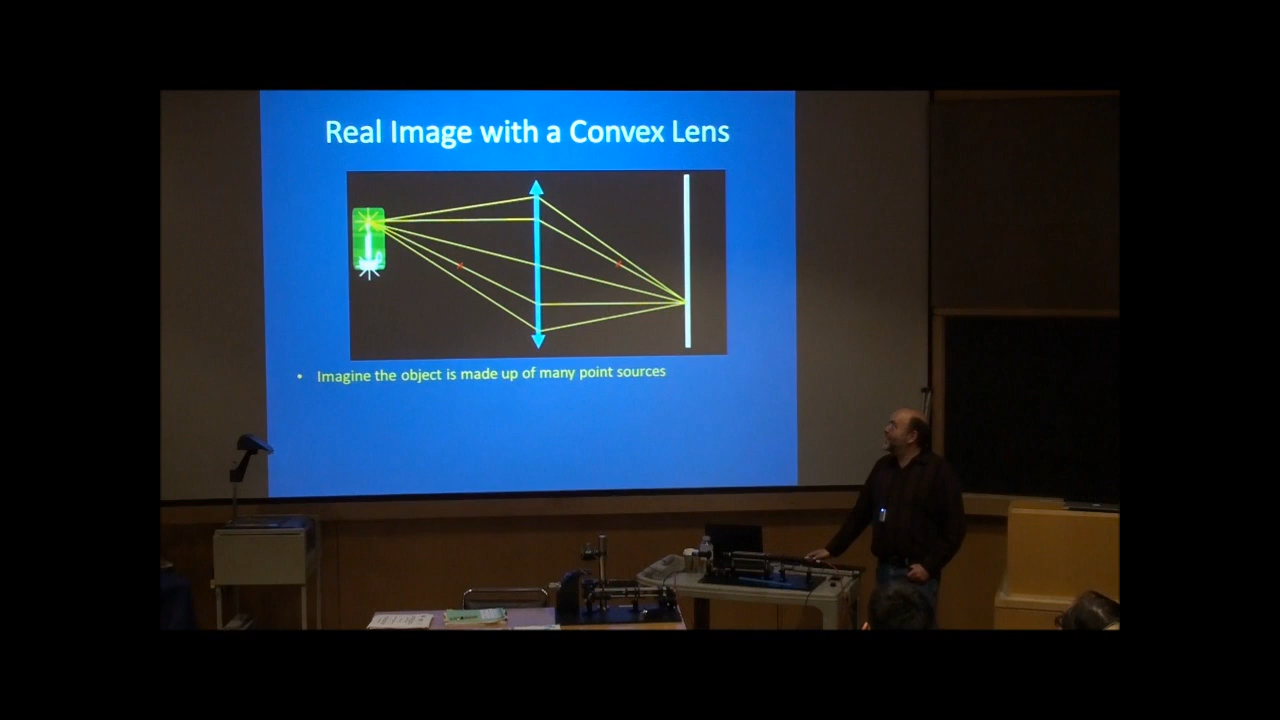 Real Image with a Convex Lens
• Imagine the object is made up of many point sources